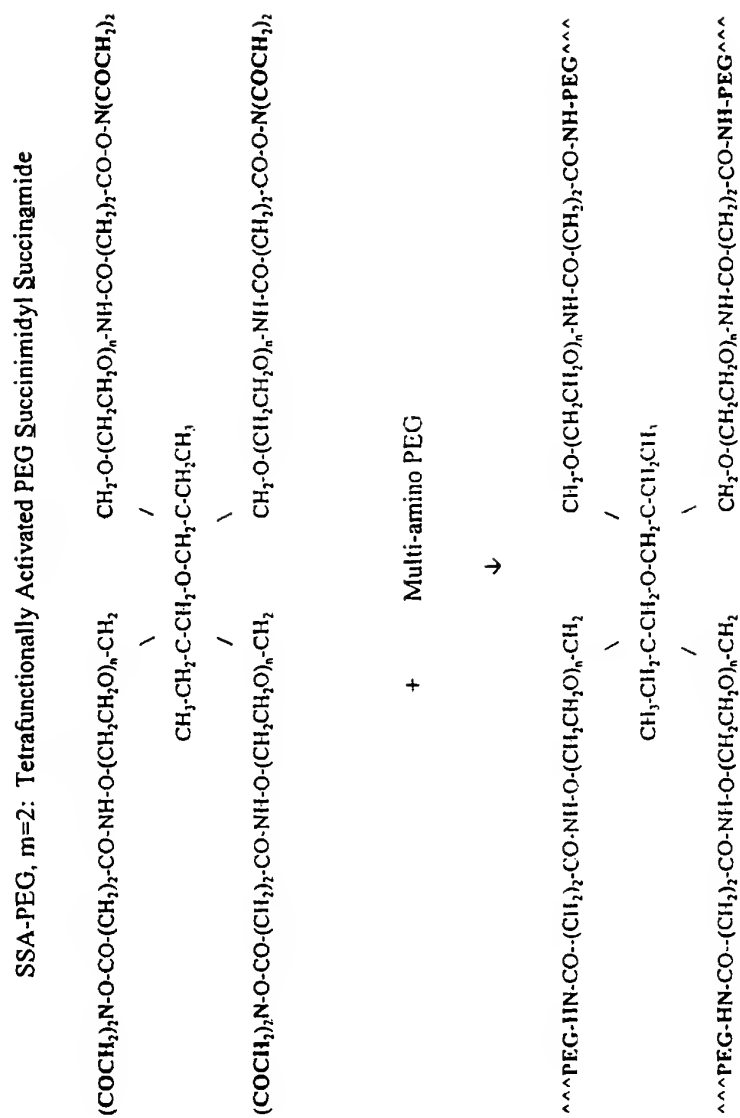 SSA-PEG, m=2: Tetrafunctionally Activated PEG Succinimidyl Succinamide
(COCH₂)₂N-O-CO-(CH₂)₂-CO-NH-O-(CH₂CH₂O)ₙ-CH₂ CH₂-O-(CH₂CH₂O)ₙ-NH-CO-(CH₂)₂-CO-O-N(COCH₂)₂
\ /
CH₃-CH₂-C-CH₂-O-CH₂-C-CH₂CH₃
/ \
(COCH₂)₂N-O-CO-(CH₂)₂-CO-NH-O-(CH₂CH₂O)ₙ-CH₂ CH₂-O-(CH₂CH₂O)ₙ-NH-CO-(CH₂)₂-CO-O-N(COCH₂)₂
+ Multi-amino PEG
↓
^^^PEG-HN-CO--(CH₂)₂-CO-NH-O-(CH₂CH₂O)ₙ-CH₂ CH₂-O-(CH₂CH₂O)ₙ-NH-CO-(CH₂)₂-CO-NH-PEG^^^
\ /
CH₃-CH₂-C-CH₂-O-CH₂-C-CH₂CH₃
/ \
^^^PEG-HN-CO--(CH₂)₂-CO-NH-O-(CH₂CH₂O)ₙ-CH₂ CH₂-O-(CH₂CH₂O)ₙ-NH-CO-(CH₂)₂-CO-NH-PEG^^^